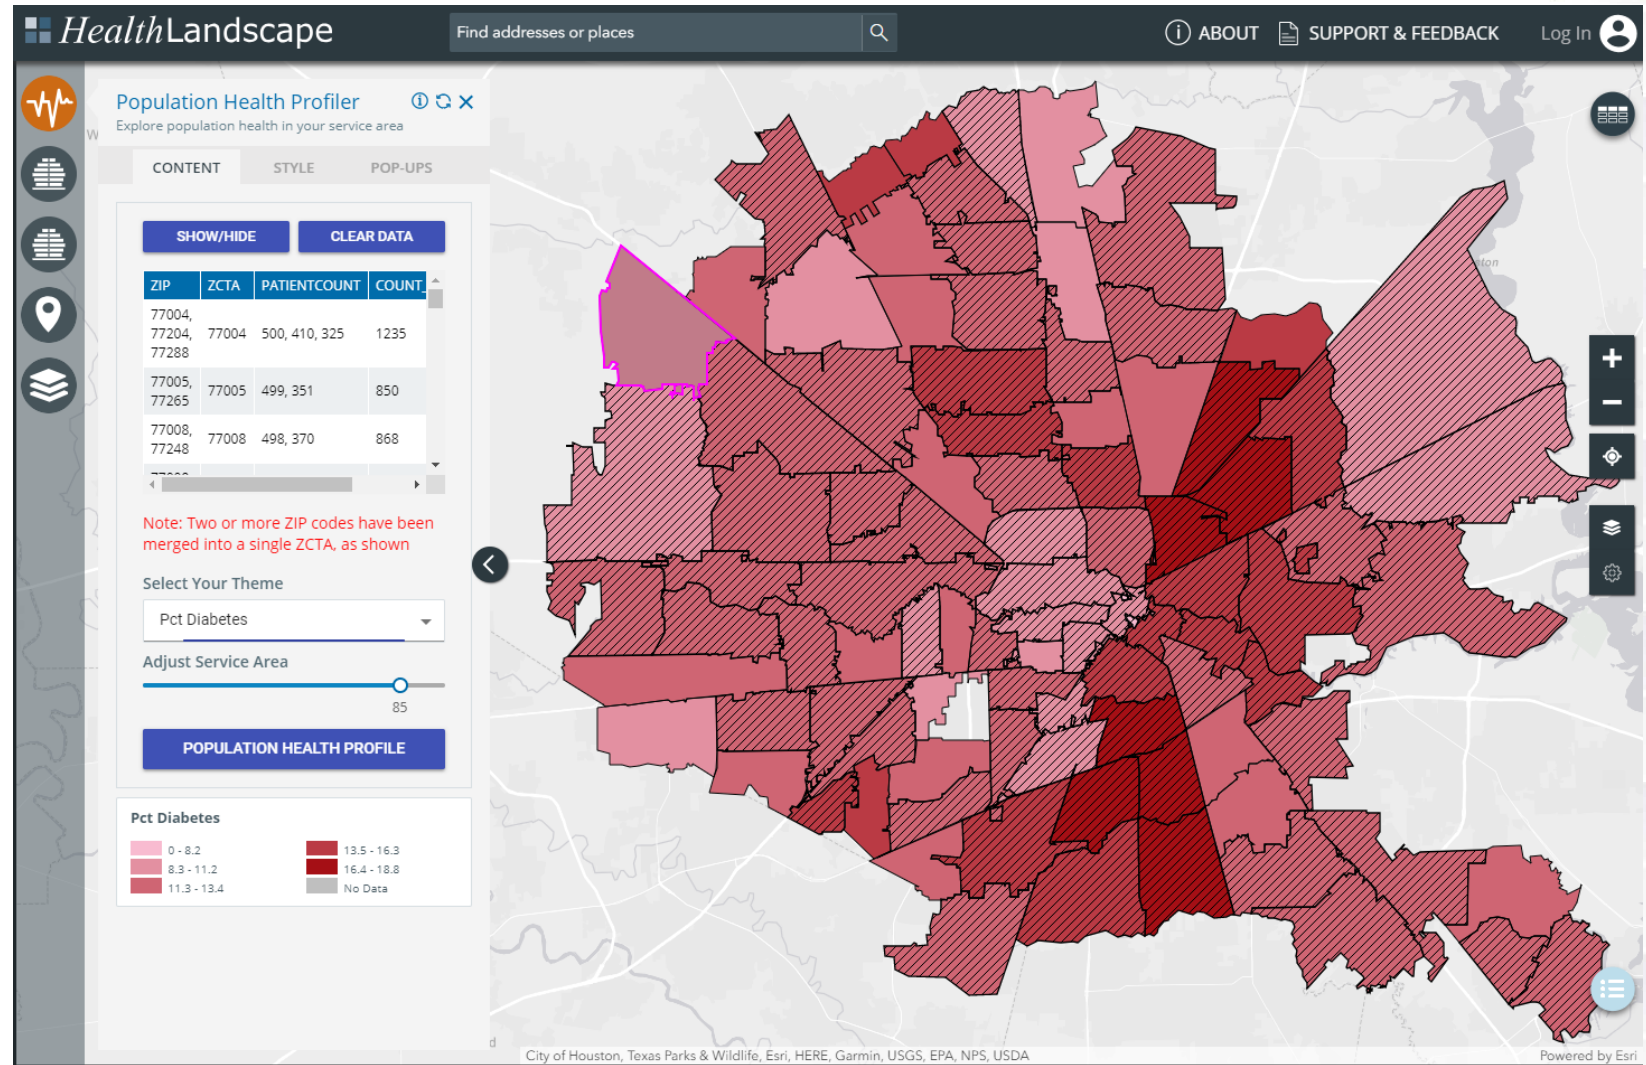 HealthLandscape
Find addresses or places
ABOUT
SUPPORT & FEEDBACK
Log In
Population Health Profiler
Explore population health in your service area
CONTENT
STYLE
POP-UPS
SHOW/HIDE
CLEAR DATA
ZIP ZCTA PATIENTCOUNT COUNT_
77004, 77204, 77288 77004 500, 410, 325 1235
77005, 77265 77005 499, 351 850
77008, 77248 77008 498, 370 868
Note: Two or more ZIP codes have been
merged into a single ZCTA, as shown
Select Your Theme
Pct Diabetes
Adjust Service Area
85
POPULATION HEALTH PROFILE
Pct Diabetes
0 - 8.2
8.3 - 11.2
11.3 - 13.4
13.5 - 16.3
16.4 - 18.8
No Data
City of Houston, Texas Parks & Wildlife, Esri, HERE, Garmin, USGS, EPA, NPS, USDA
Powered by Esri